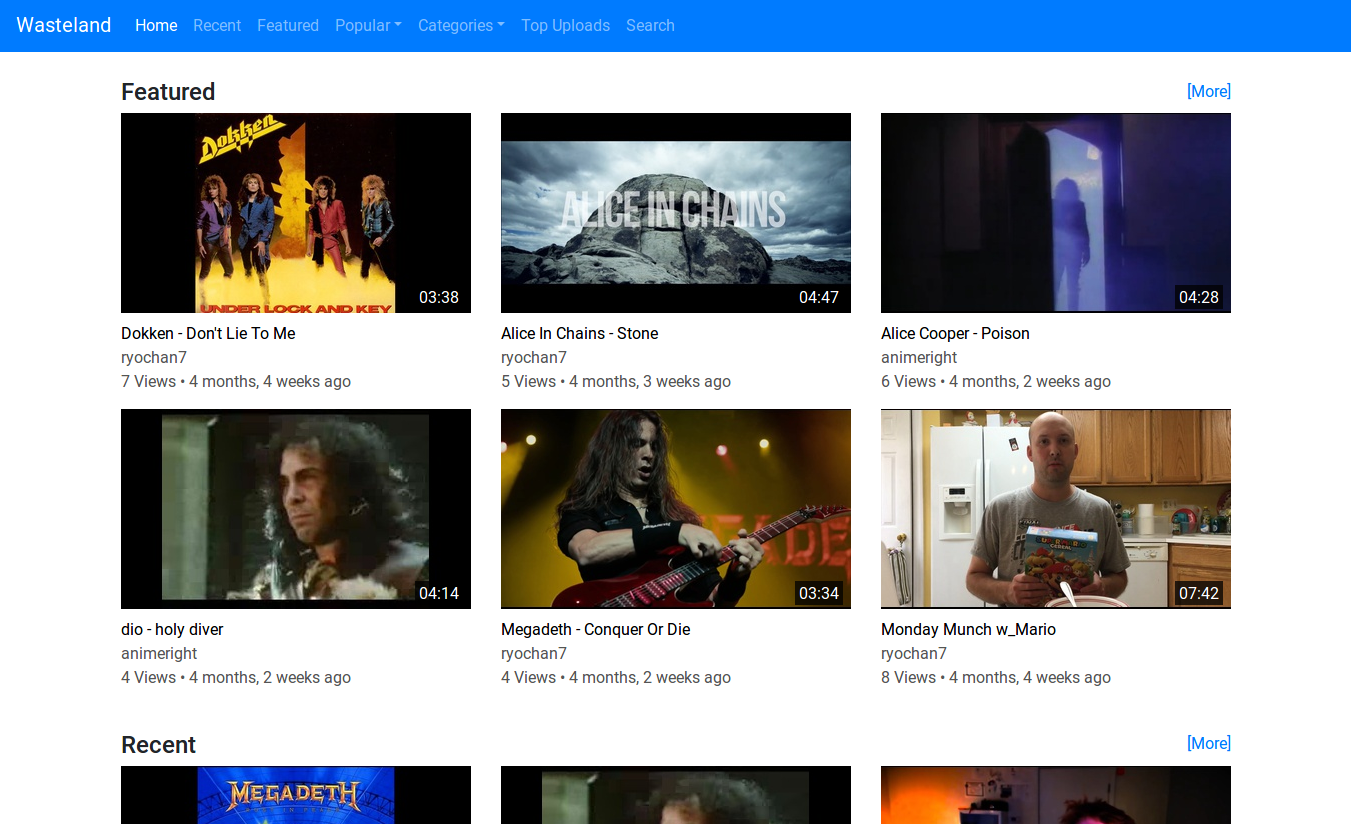 Wasteland Home Recent Featured Popular Categories Top Uploads Search
Featured [More]
Dokken
UNDER LOCK AND KEY
03:38
ALICE IN CHAINS
04:47
04:28
Dokken - Don't Lie To Me
ryochan7
7 Views • 4 months, 4 weeks ago
Alice In Chains - Stone
ryochan7
5 Views • 4 months, 3 weeks ago
Alice Cooper - Poison
animeright
6 Views • 4 months, 2 weeks ago
04:14
03:34
CEREAL
07:42
dio - holy diver
animeright
4 Views • 4 months, 2 weeks ago
Megadeth - Conquer Or Die
ryochan7
4 Views • 4 months, 2 weeks ago
Monday Munch w_Mario
ryochan7
8 Views • 4 months, 4 weeks ago
Recent [More]
MEGADETH